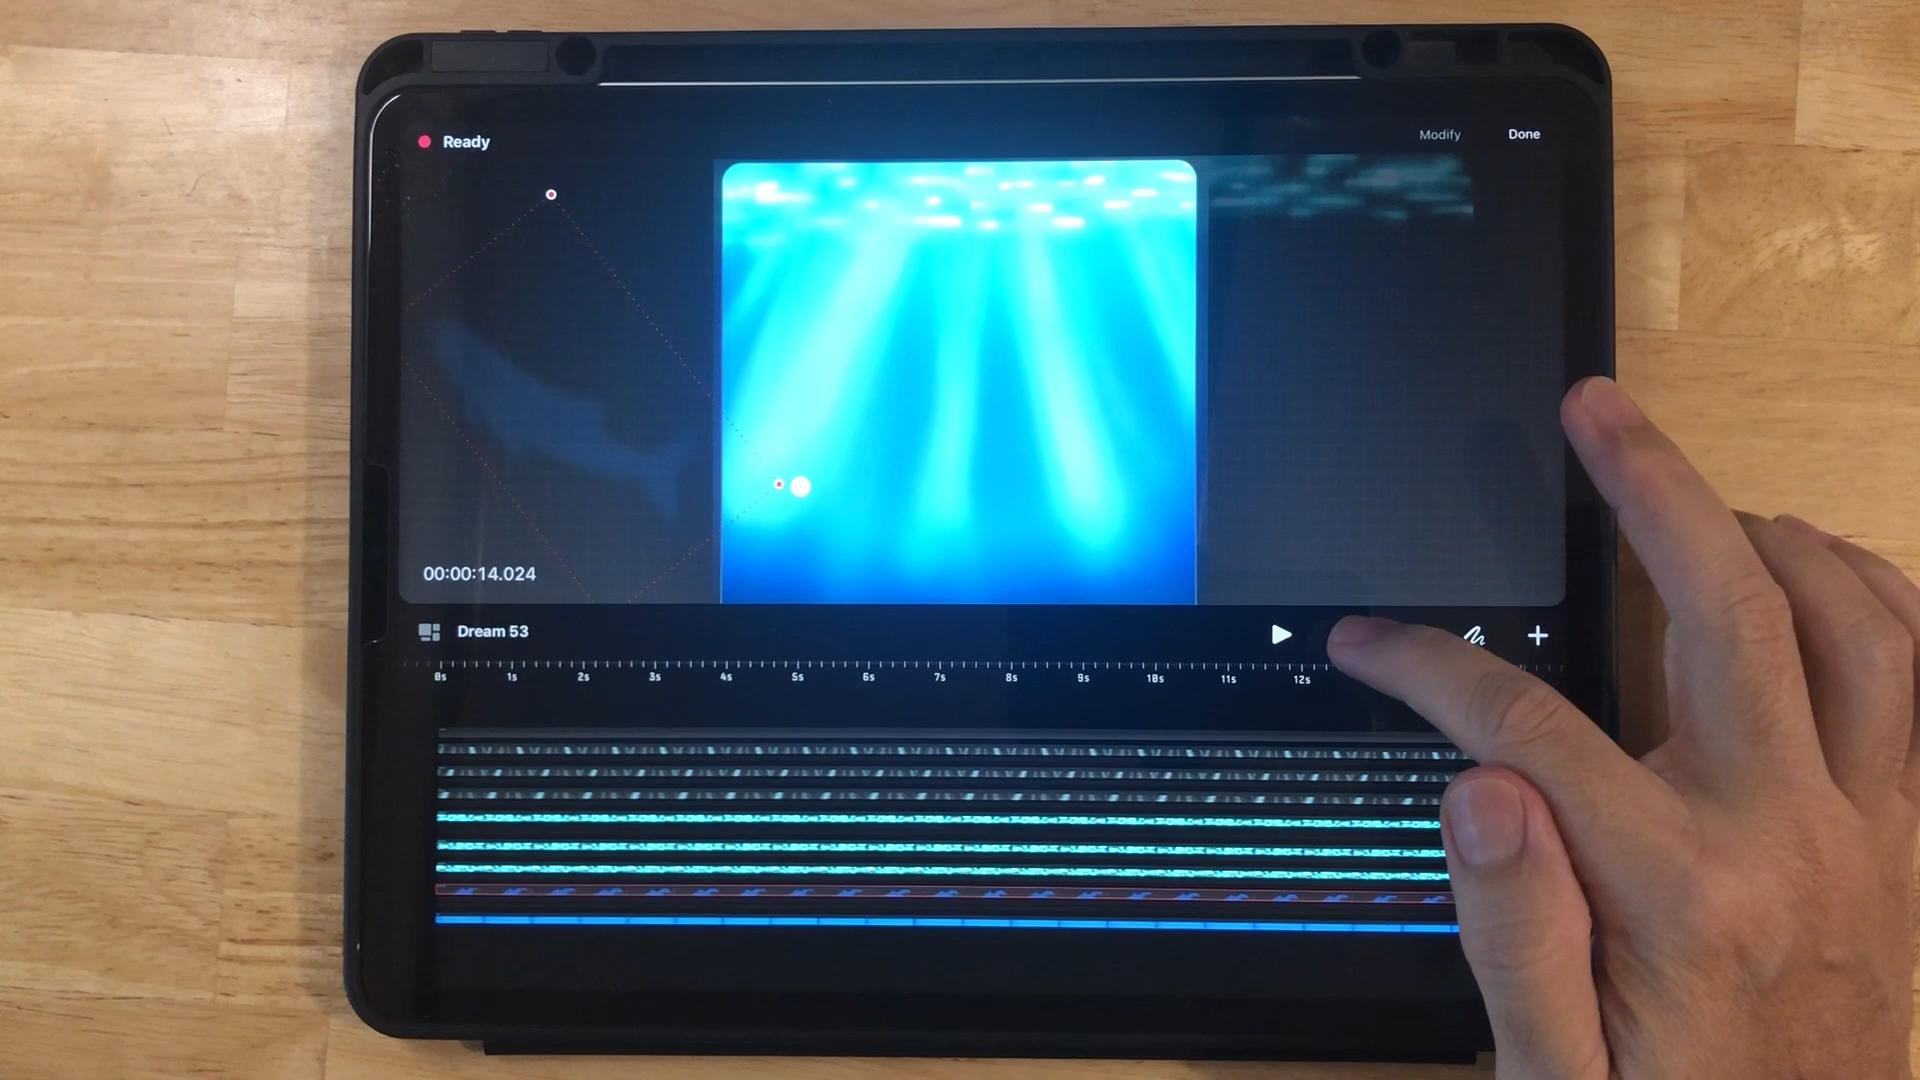 Ready
Modify
Done
00:00:14.024
Dream 53
0s 1s 2s 3s 4s 5s 6s 7s 8s 9s 10s 11s 12s